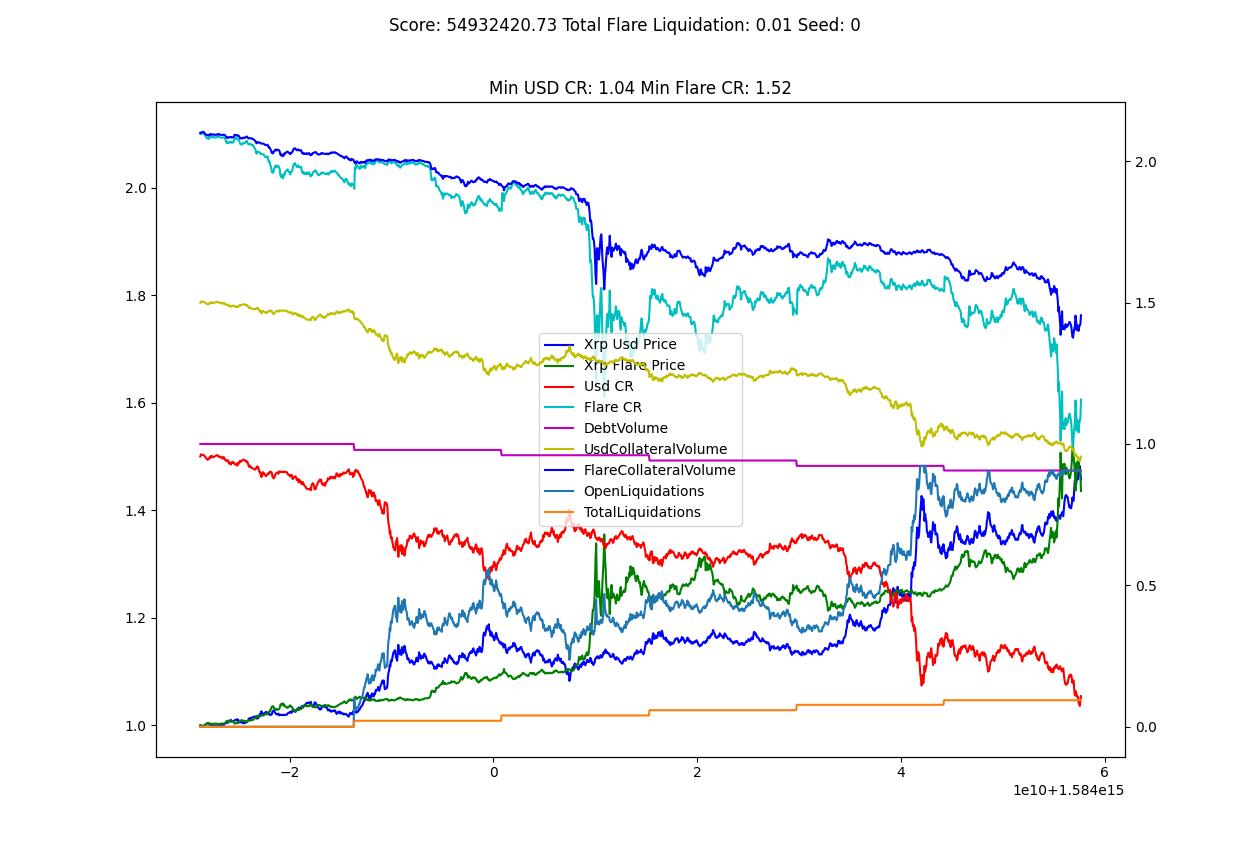 Score: 54932420.73 Total Flare Liquidation: 0.01 Seed: 0
Min USD CR: 1.04 Min Flare CR: 1.52
2.0
1.8
1.6
1.4
1.2
1.0
2.0
1.5
1.0
0.5
0.0
Xrp Usd Price
Xrp Flare Price
Usd CR
Flare CR
DebtVolume
UsdCollateralVolume
FlareCollateralVolume
OpenLiquidations
TotalLiquidations
−2 0 2 4 6
1e10+1.584e15